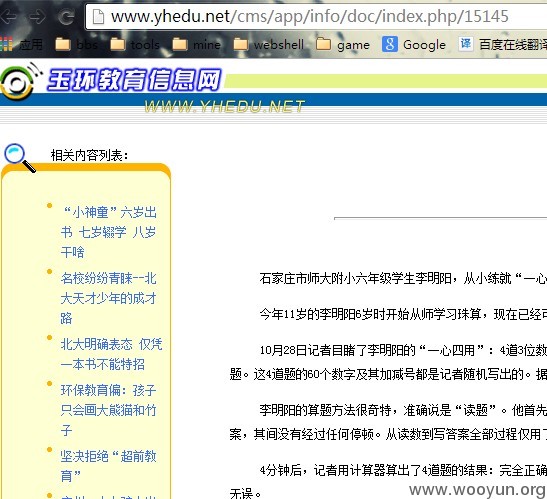 www.yhedu.net/cms/app/info/doc/index.php/15145
应用 bbs tools mine webshell game Google 百度在线翻译
玉环教育信息网
WWW.YHEDU.NET
相关内容列表：
“小神童”六岁出
书 七岁辍学 八岁
干啥
名校纷纷青睐--北
大天才少年的成才
路
北大明确表态 仅凭
一本书不能特招
环保教育偏：孩子
只会画大熊猫和竹
子
坚决拒绝“超前教
育”
石家庄市师大附小六年级学生李明阳，从小练就“一心
今年11岁的李明阳6岁时开始从师学习珠算，现在已经
10月28日记者目睹了李明阳的“一心四用”：4道3位数
题。这4道题的60个数字及其加减号都是记者随机写出的。据
李明阳的算题方法很奇特，准确说是“读题”。他首先
案，其间没有经过任何停顿。从读数到写答案全部过程仅用了
4分钟后，记者用计算器算出了4道题的结果：完全正确
无误。
www.wooyun.org